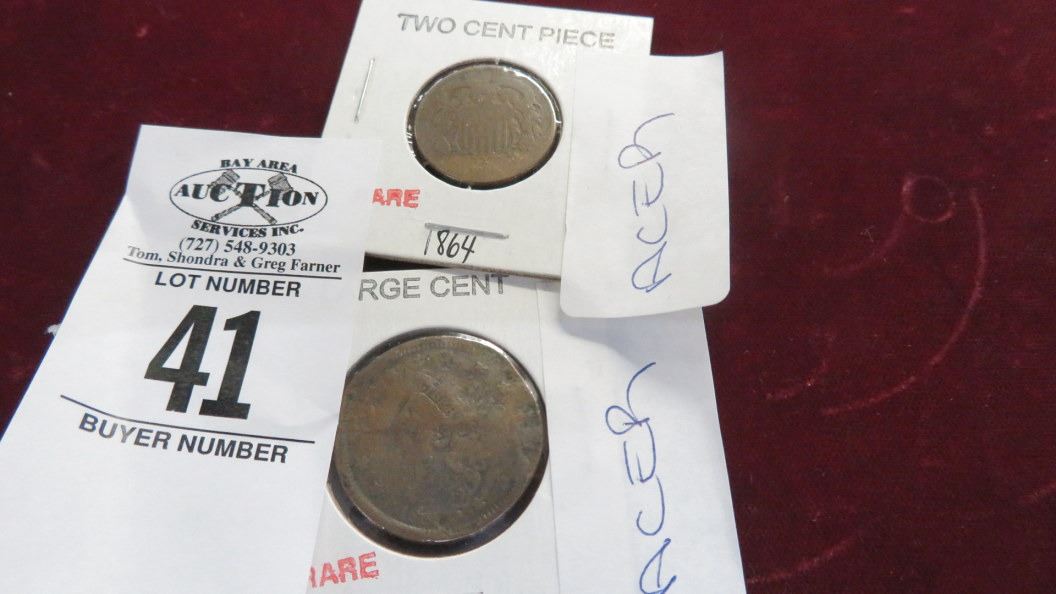 TWO CENT PIECE
ARE
1864
ACER
BAY AREA
AUCTION
SERVICES INC.
(727) 548-9303
Tom, Shondra & Greg Farner
LOT NUMBER
41
BUYER NUMBER
RGE CENT
RARE
ACER